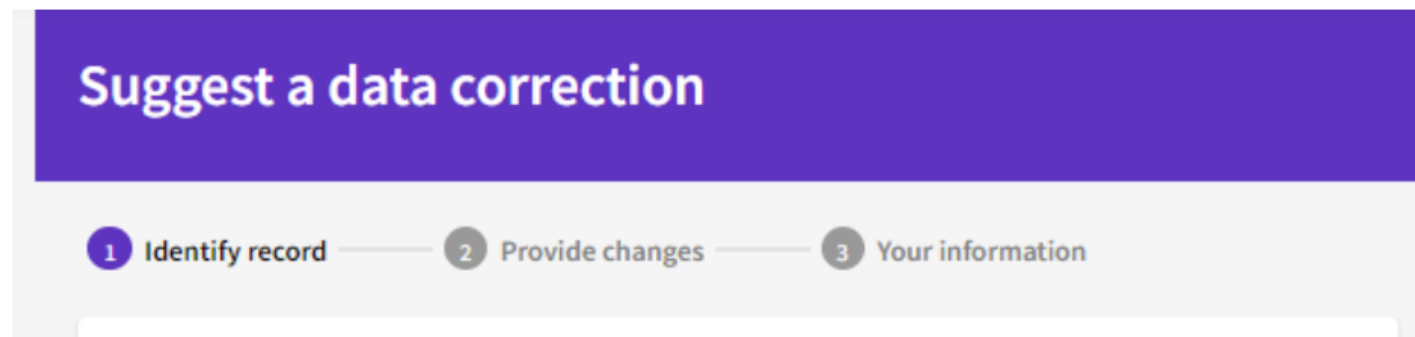 Suggest a data correction
1 Identify record 2 Provide changes 3 Your information